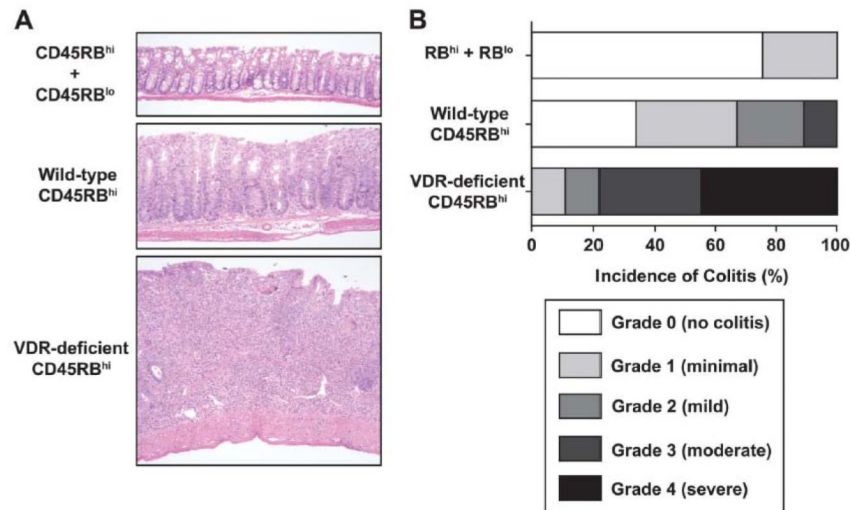 A
CD45RBhi
+
CD45RBlo
Wild-type
CD45RBhi
VDR-deficient
CD45RBhi
B
RBhi + RBlo
Wild-type
CD45RBhi
VDR-deficient
CD45RBhi
0 20 40 60 80 100
Incidence of Colitis (%)
Grade 0 (no colitis)
Grade 1 (minimal)
Grade 2 (mild)
Grade 3 (moderate)
Grade 4 (severe)